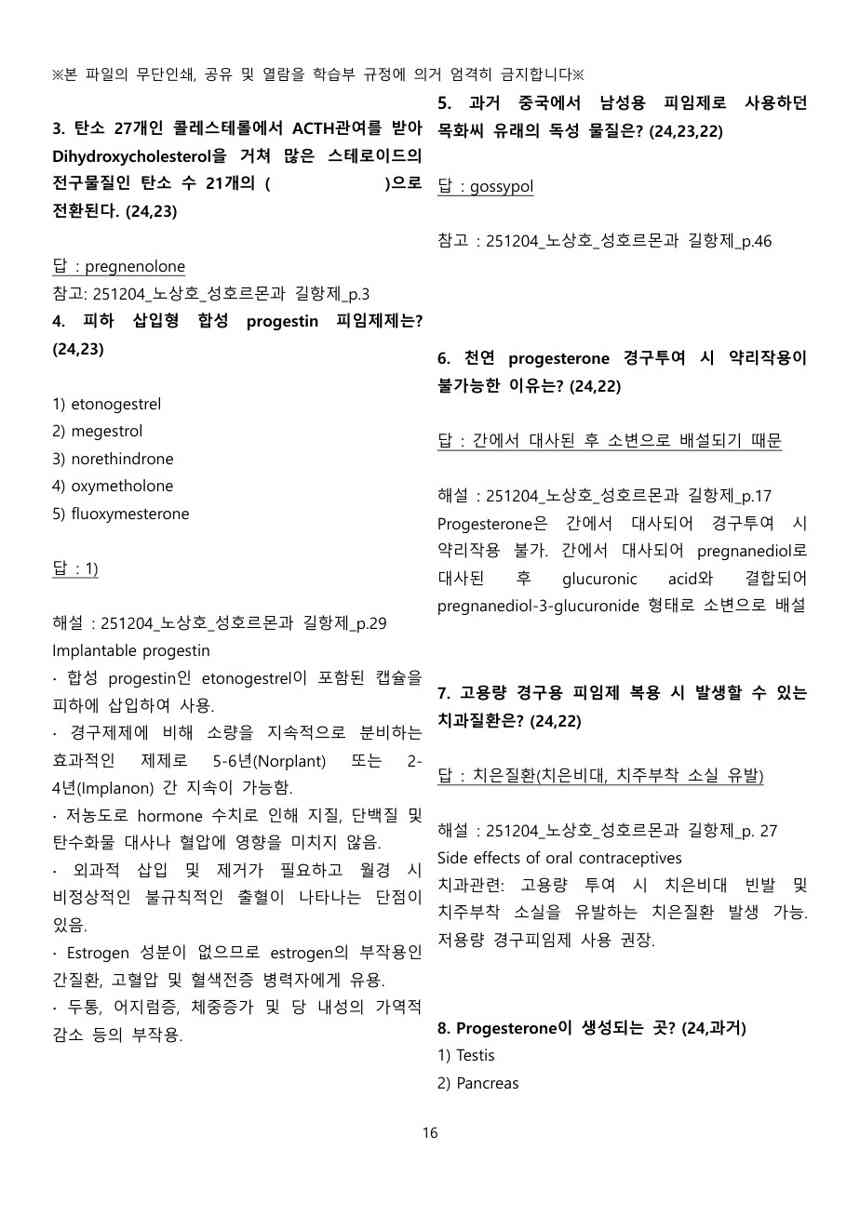 ※본 파일의 무단인쇄, 공유 및 열람을 학습부 규정에 의거 엄격히 금지합니다※
3. 탄소 27개인 콜레스테롤에서 ACTH관여를 받아
Dihydroxycholesterol을 거쳐 많은 스테로이드의
전구물질인 탄소 수 21개의 ( )으로
전환된다. (24,23)
답 : pregnenolone
참고: 251204_노상호_성호르몬과 길항제_p.3
4. 피하 삽입형 합성 progestin 피임제제는?
(24,23)
1) etonogestrel
2) megestrol
3) norethindrone
4) oxymetholone
5) fluoxymesterone
답 : 1)
해설 : 251204_노상호_성호르몬과 길항제_p.29
Implantable progestin
· 합성 progestin인 etonogestrel이 포함된 캡슐을
피하에 삽입하여 사용.
· 경구제제에 비해 소량을 지속적으로 분비하는
효과적인 제제로 5-6년(Norplant) 또는 2-
4년(Implanon) 간 지속이 가능함.
· 저농도로 hormone 수치로 인해 지질, 단백질 및
탄수화물 대사나 혈압에 영향을 미치지 않음.
· 외과적 삽입 및 제거가 필요하고 월경 시
비정상적인 불규칙적인 출혈이 나타나는 단점이
있음.
· Estrogen 성분이 없으므로 estrogen의 부작용인
간질환, 고혈압 및 혈색전증 병력자에게 유용.
· 두통, 어지럼증, 체중증가 및 당 내성의 가역적
감소 등의 부작용.
5. 과거 중국에서 남성용 피임제로 사용하던
목화씨 유래의 독성 물질은? (24,23,22)
답 : gossypol
참고 : 251204_노상호_성호르몬과 길항제_p.46
6. 천연 progesterone 경구투여 시 약리작용이
불가능한 이유는? (24,22)
답 : 간에서 대사된 후 소변으로 배설되기 때문
해설 : 251204_노상호_성호르몬과 길항제_p.17
Progesterone은 간에서 대사되어 경구투여 시
약리작용 불가. 간에서 대사되어 pregnanediol로
대사된 후 glucuronic acid와 결합되어
pregnanediol-3-glucuronide 형태로 소변으로 배설
7. 고용량 경구용 피임제 복용 시 발생할 수 있는
치과질환은? (24,22)
답 : 치은질환(치은비대, 치주부착 소실 유발)
해설 : 251204_노상호_성호르몬과 길항제_p. 27
Side effects of oral contraceptives
치과관련: 고용량 투여 시 치은비대 빈발 및
치주부착 소실을 유발하는 치은질환 발생 가능.
저용량 경구피임제 사용 권장.
8. Progesterone이 생성되는 곳? (24,과거)
1) Testis
2) Pancreas
16